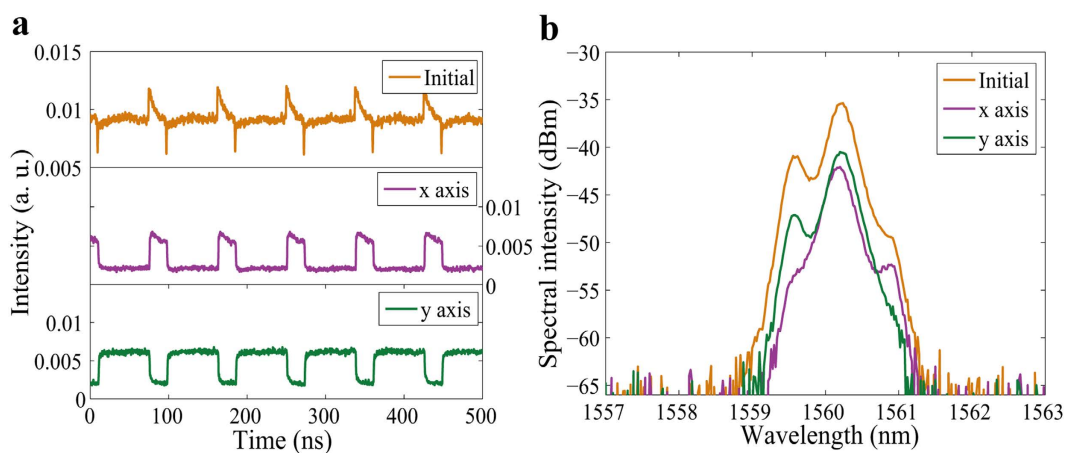 a
0.015
0.01
0.005
Initial
x axis
0.01
0.005
0
y axis
0.01
0.005
0
0 100 200 300 400 500
Time (ns)
Intensity (a. u.)
b
−30
−35
−40
−45
−50
−55
−60
−65
Initial
x axis
y axis
1557 1558 1559 1560 1561 1562 1563
Wavelength (nm)
Spectral intensity (dBm)